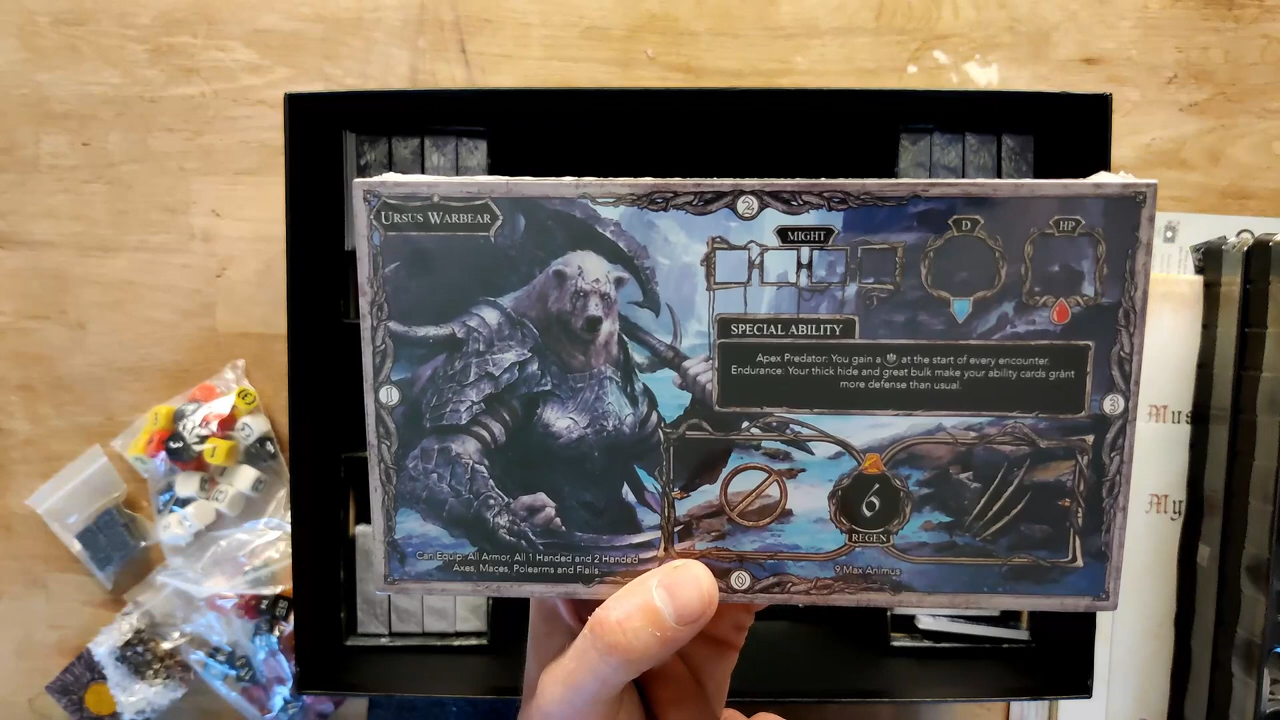 URSUS WARBEAR
2
MIGHT
D
HP
SPECIAL ABILITY
Apex Predator: You gain a at the start of every encounter.
Endurance: Your thick hide and great bulk make your ability cards grant
more defense than usual.
1
3
6
REGEN
Can Equip: All Armor, All 1 Handed and 2 Handed
Axes, Maces, Polearms and Flails.
0
9 Max Animus
Mus
My